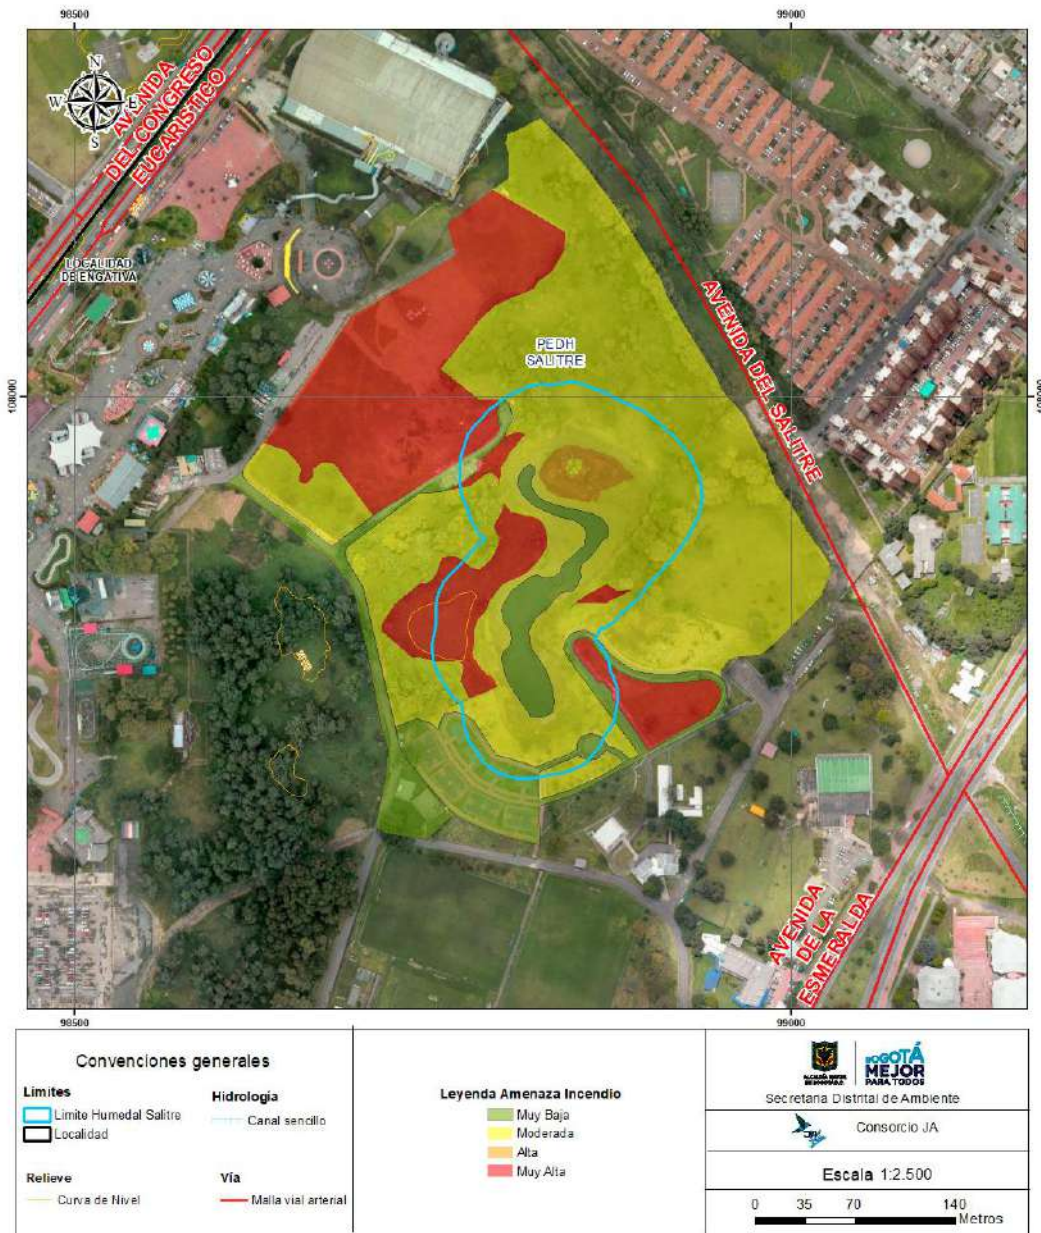 98500
99000
N
W
E
S
AVENIDA
DEL CONGRESO
EUCARISTICO
LOCALIDAD
DE ENGATIVA
PEDH
SALITRE
AVENIDA DEL SALITRE
108000
108000
AVENIDA
DE LA
ESMERALDA
98500
99000
Convenciones generales
Limites
Limite Humedal Salitre
Localidad
Hidrologia
Canal sencillo
Relieve
Curva de Nivel
Vía
Malla vial arterial
Leyenda Amenaza Incendio
Muy Baja
Moderada
Alta
Muy Alta
BOGOTÁ
MEJOR
PARA TODOS
Secretaria Distrital de Ambiente
Consorcio JA
Escala 1:2.500
0 35 70 140
Metros